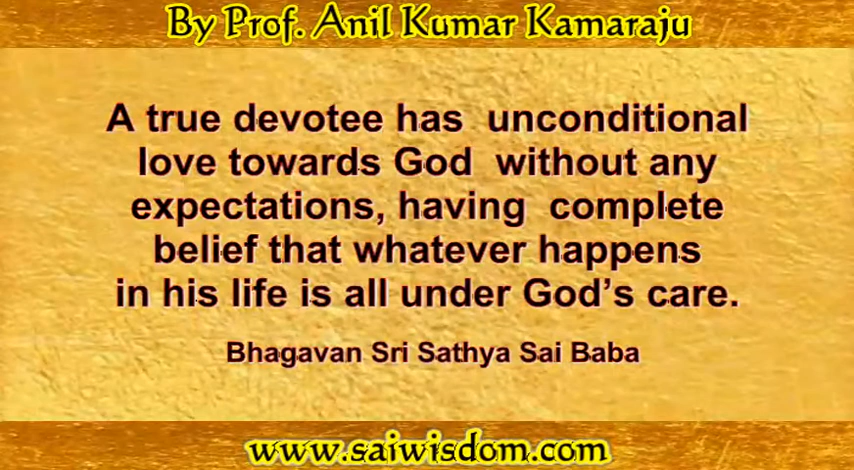 By Prof. Anil Kumar Kamaraju
A true devotee has unconditional
love towards God without any
expectations, having complete
belief that whatever happens
in his life is all under God's care.
Bhagavan Sri Sathya Sai Baba
www.saiwisdom.com